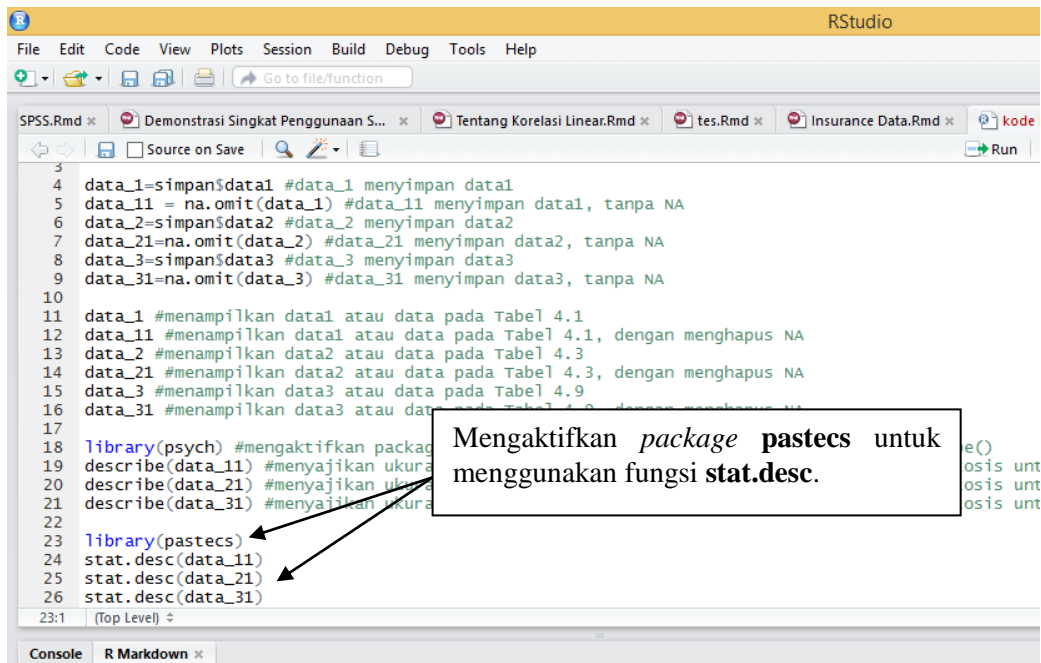 RStudio
File Edit Code View Plots Session Build Debug Tools Help
Go to file/function
SPSS.Rmd × Demonstrasi Singkat Penggunaan S... × Tentang Korelasi Linear.Rmd × tes.Rmd × Insurance Data.Rmd × kode
Source on Save Run
3
4 data_1=simpan$data1 #data_1 menyimpan data1
5 data_11 = na.omit(data_1) #data_11 menyimpan data1, tanpa NA
6 data_2=simpan$data2 #data_2 menyimpan data2
7 data_21=na.omit(data_2) #data_21 menyimpan data2, tanpa NA
8 data_3=simpan$data3 #data_3 menyimpan data3
9 data_31=na.omit(data_3) #data_31 menyimpan data3, tanpa NA
10
11 data_1 #menampilkan data1 atau data pada Tabel 4.1
12 data_11 #menampilkan data1 atau data pada Tabel 4.1, dengan menghapus NA
13 data_2 #menampilkan data2 atau data pada Tabel 4.3
14 data_21 #menampilkan data2 atau data pada Tabel 4.3, dengan menghapus NA
15 data_3 #menampilkan data3 atau data pada Tabel 4.9
16 data_31 #menampilkan data3 atau
17
18 library(psych) #mengaktifkan packag e()
19 describe(data_11) #menyajikan ukura osis unt
20 describe(data_21) #menyajikan ukura osis unt
21 describe(data_31) #menyajikan ukura osis unt
22
23 library(pastecs)
24 stat.desc(data_11)
25 stat.desc(data_21)
26 stat.desc(data_31)
Mengaktifkan package pastecs untuk
menggunakan fungsi stat.desc.
23:1 (Top Level)
Console R Markdown ×